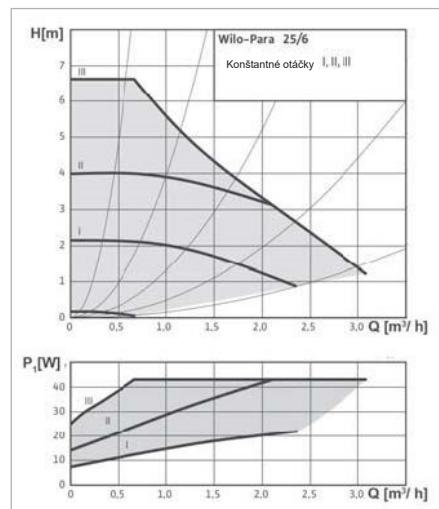 H[m]
Wilo-Para 25/6
Konštantné otáčky I, II, III
7
6
5
4
3
2
1
0
III
II
I
0 0,5 1,0 1,5 2,0 2,5 3,0 Q [m³/ h]
P₁[W]
40
30
20
10
0
III
II
I
0 0,5 1,0 1,5 2,0 2,5 3,0 Q [m³/ h]